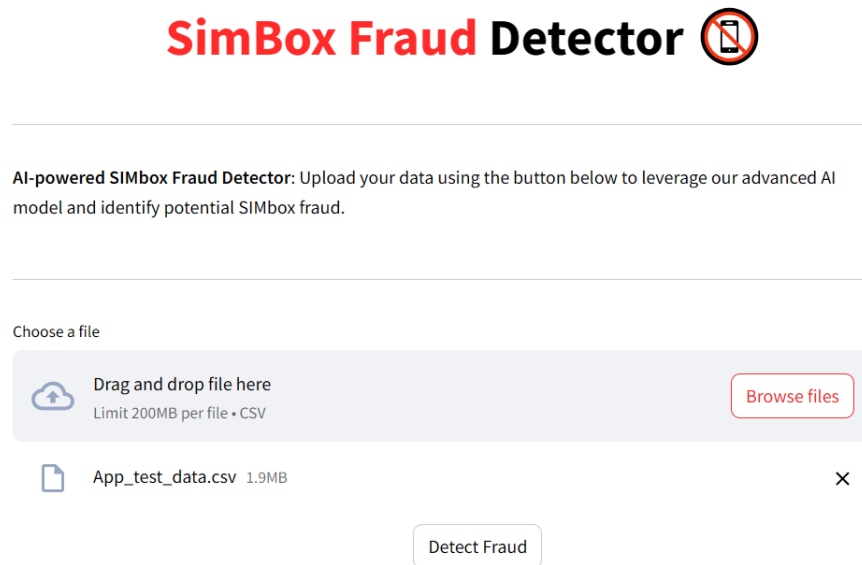 SimBox Fraud Detector
AI-powered SIMbox Fraud Detector: Upload your data using the button below to leverage our advanced AI
model and identify potential SIMbox fraud.
Choose a file
Drag and drop file here
Limit 200MB per file • CSV
Browse files
App_test_data.csv 1.9MB
Detect Fraud